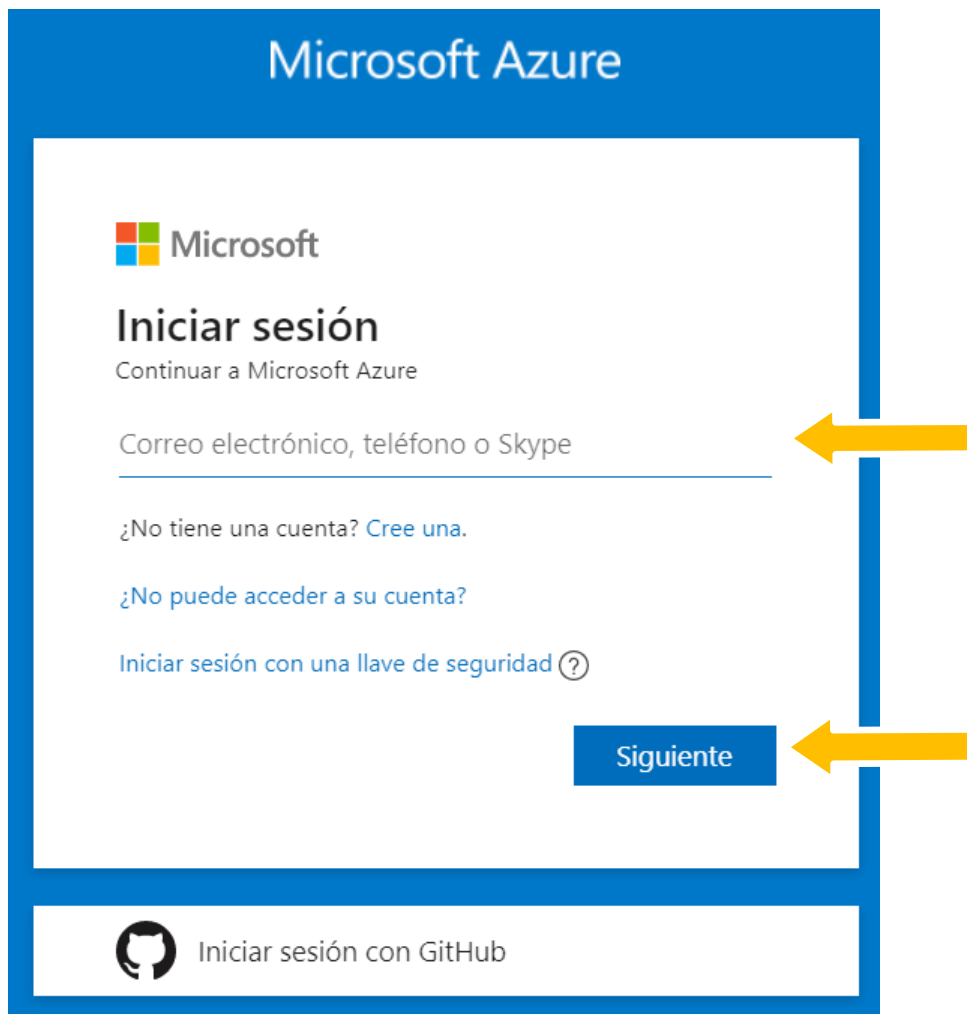 Microsoft Azure
Microsoft
Iniciar sesión
Continuar a Microsoft Azure
Correo electrónico, teléfono o Skype
¿No tiene una cuenta? Cree una.
¿No puede acceder a su cuenta?
Iniciar sesión con una llave de seguridad ?
Siguiente
Iniciar sesión con GitHub